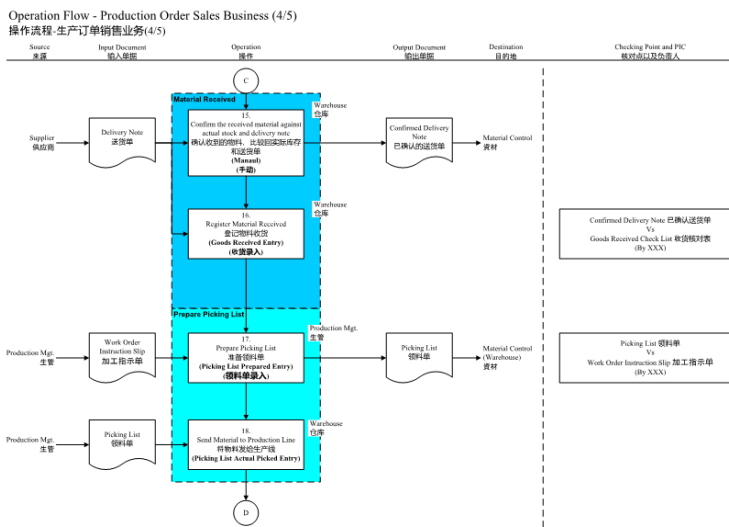 Operation Flow - Production Order Sales Business (4/5)
操作流程-生产订单销售业务(4/5)
Source
来源
Input Document
输入单据
Operation
操作
Output Document
输出单据
Destination
目的地
Checking Point and PIC
核对点以及负责人
C
Material Received
Warehouse
仓库
Supplier
供应商
Delivery Note
送货单
15.
Confirm the received material against
actual stock and delivery note
确认收到的物料，比较回实际库存
和送货单
(Manaul)
(手动)
Confirmed Delivery
Note
已确认的送货单
Material Control
資材
Warehouse
仓库
16.
Register Material Received
登记物料收货
(Goods Received Entry)
(收货录入)
Confirmed Delivery Note 已确认送货单
Vs
Goods Received Check List 收货核对表
(By XXX)
Prepare Picking List
Production Mgt.
生管
Production Mgt.
生管
Work Order
Instruction Slip
加工指示单
17.
Prepare Picking List
准备领料单
(Picking List Prepared Entry)
(领料单录入)
Picking List
领料单
Material Control
(Warehouse)
資材
Picking List 领料单
Vs
Work Order Instruction Slip 加工指示单
(By XXX)
Warehouse
仓库
Production Mgt.
生管
Picking List
领料单
18.
Send Material to Production Line
将物料发给生产线
(Picking List Actual Picked Entry)
D